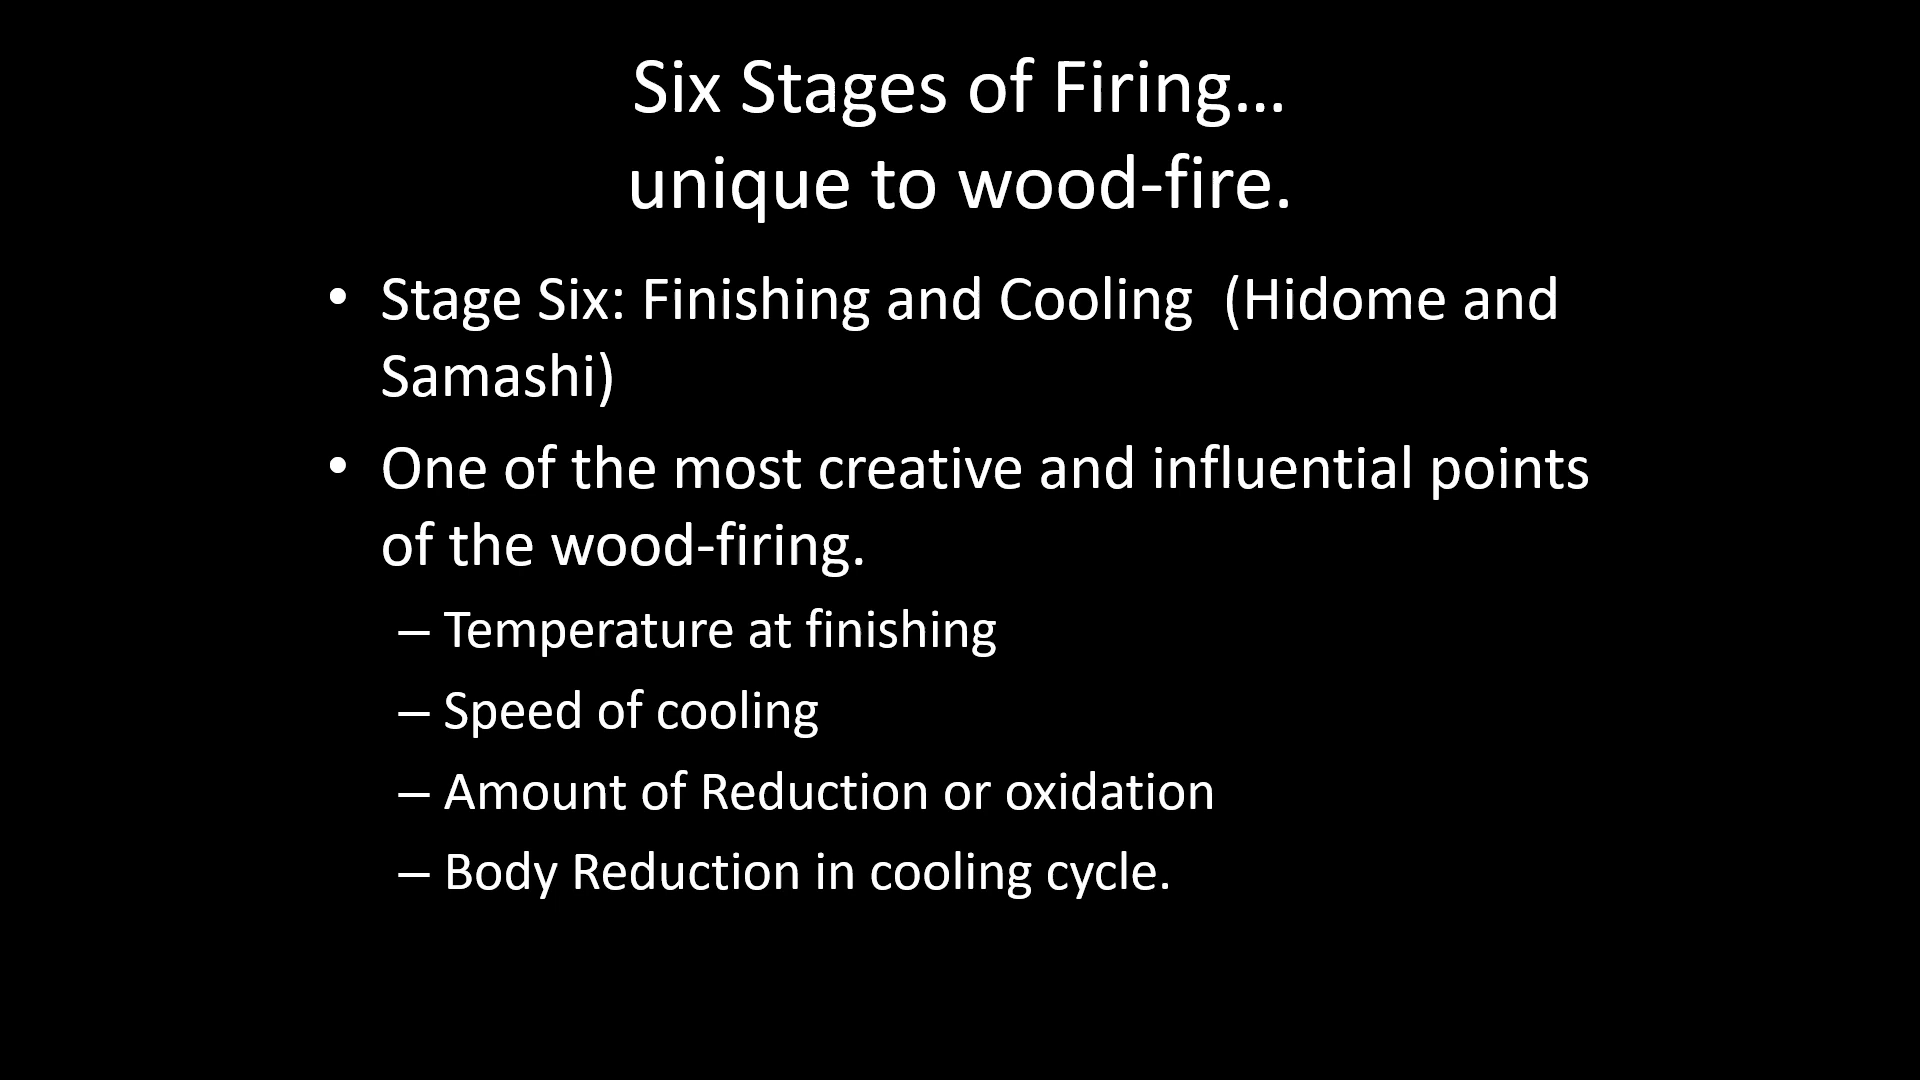 Six Stages of Firing…
unique to wood-fire.
• Stage Six: Finishing and Cooling  (Hidome and
Samashi)
• One of the most creative and influential points
of the wood-firing.
– Temperature at finishing
– Speed of cooling
– Amount of Reduction or oxidation
– Body Reduction in cooling cycle.